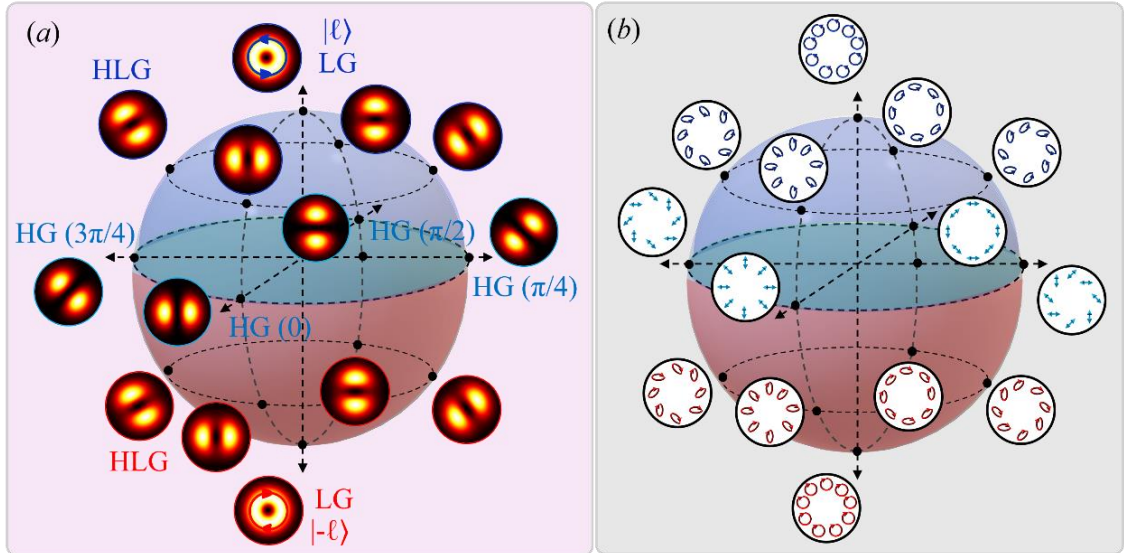 (a)
|ℓ⟩
LG
HLG
HG (3π/4)
HG (π/2)
HG (π/4)
HG (0)
HLG
LG
|-ℓ⟩
(b)